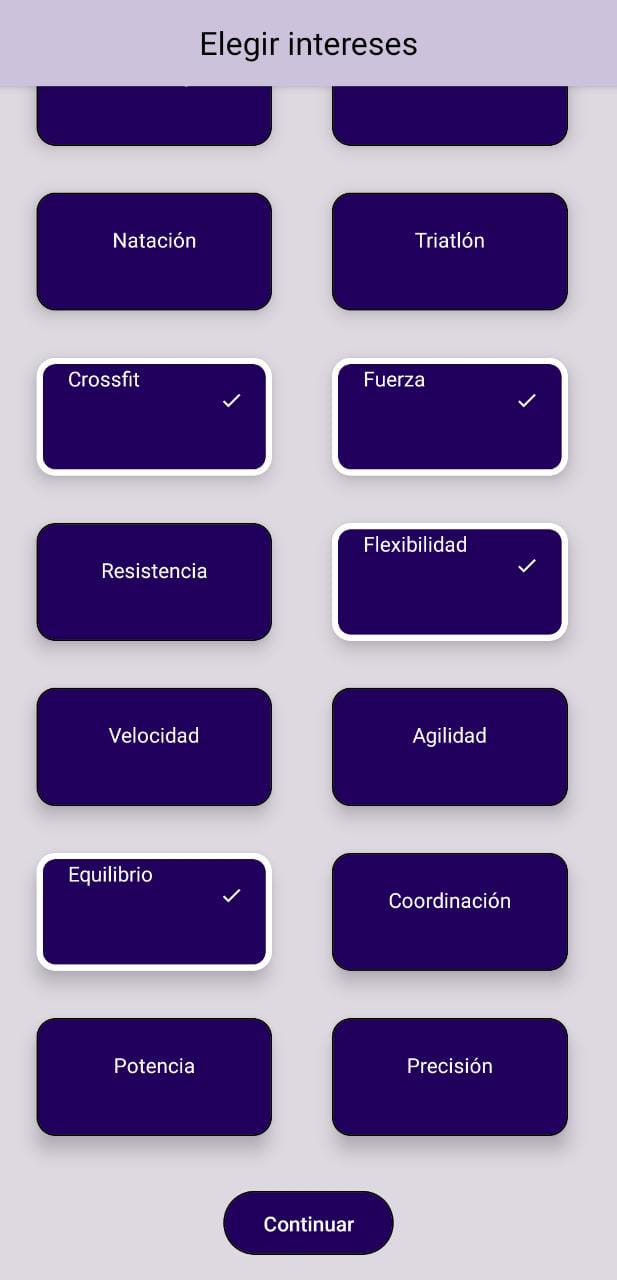 Elegir intereses
Natación
Triatlón
Crossfit
Fuerza
Resistencia
Flexibilidad
Velocidad
Agilidad
Equilibrio
Coordinación
Potencia
Precisión
Continuar